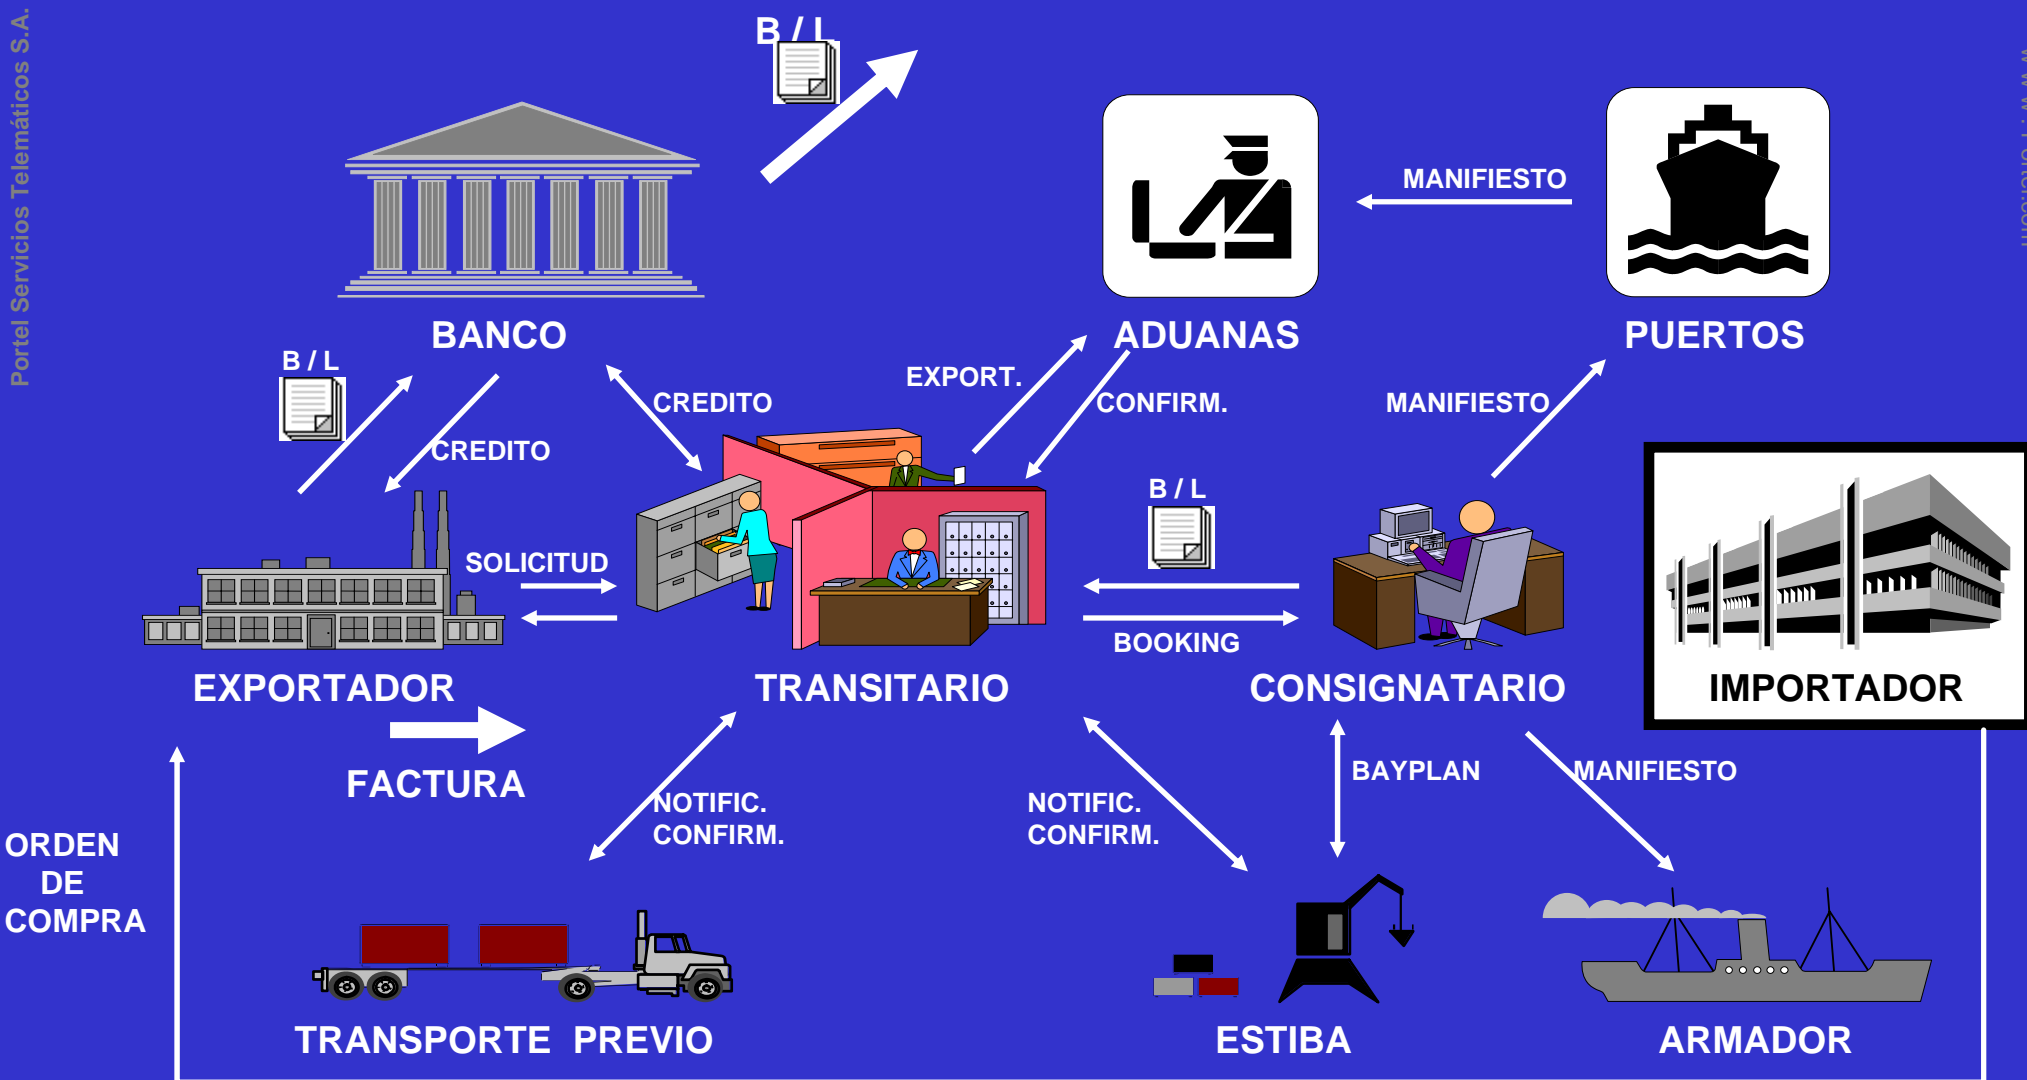 Portel Servicios Telemáticos S.A.
B / L
MANIFIESTO
BANCO
ADUANAS
PUERTOS
B / L
CREDITO
EXPORT.
CONFIRM.
MANIFIESTO
CREDITO
B / L
SOLICITUD
BOOKING
EXPORTADOR
TRANSITARIO
CONSIGNATARIO
IMPORTADOR
FACTURA
BAYPLAN
MANIFIESTO
NOTIFIC.
CONFIRM.
NOTIFIC.
CONFIRM.
ORDEN
DE
COMPRA
TRANSPORTE PREVIO
ESTIBA
ARMADOR